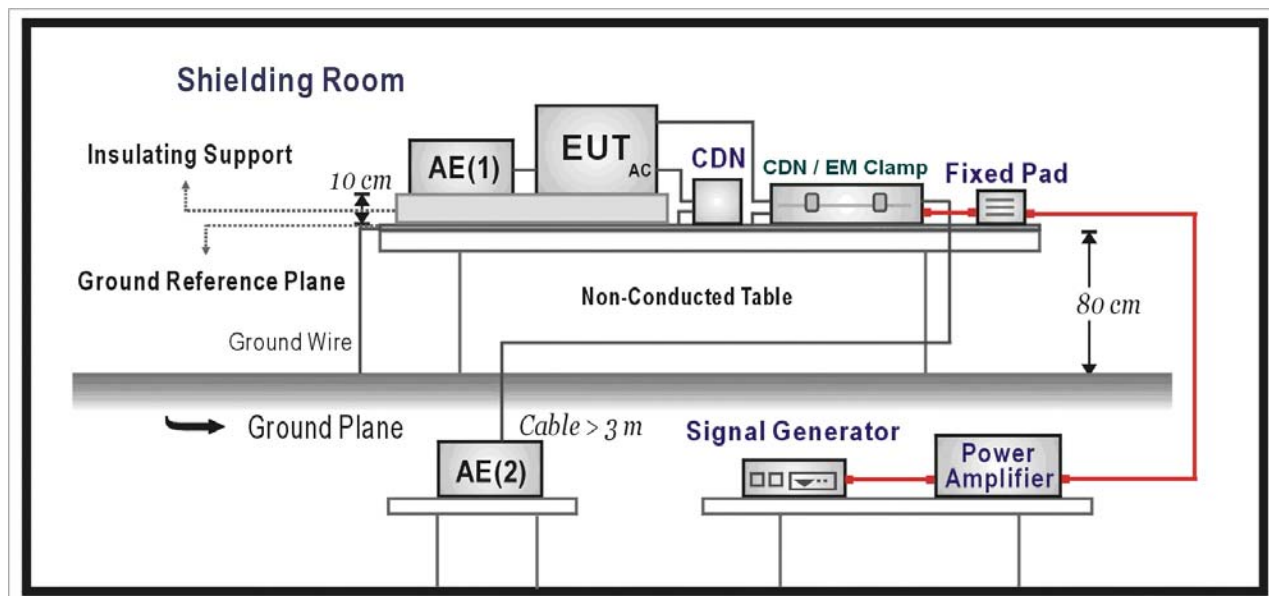 Shielding Room
Insulating Support
10 cm
AE(1)
EUT
AC
CDN
CDN / EM Clamp
Fixed Pad
Ground Reference Plane
Non-Conducted Table
80 cm
Ground Wire
Ground Plane
Cable > 3 m
AE(2)
Signal Generator
Power
Amplifier